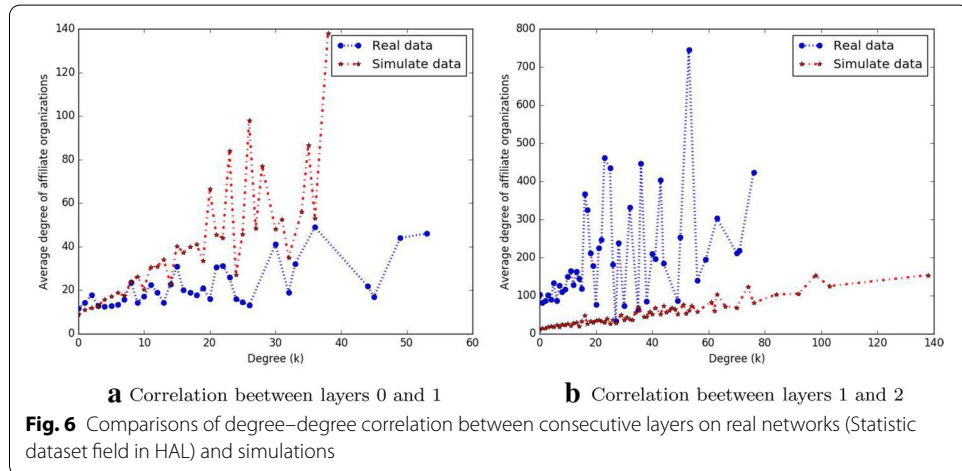 140
120
100
80
60
40
20
0
0 10 20 30 40 50 60
Average degree of affiliate organizations
Degree (k)
Real data
Simulate data
800
700
600
500
400
300
200
100
0
0 20 40 60 80 100 120 140
Average degree of affiliate organizations
Degree (k)
Real data
Simulate data
a Correlation beetween layers 0 and 1
b Correlation beetween layers 1 and 2
Fig. 6 Comparisons of degree–degree correlation between consecutive layers on real networks (Statistic
dataset field in HAL) and simulations